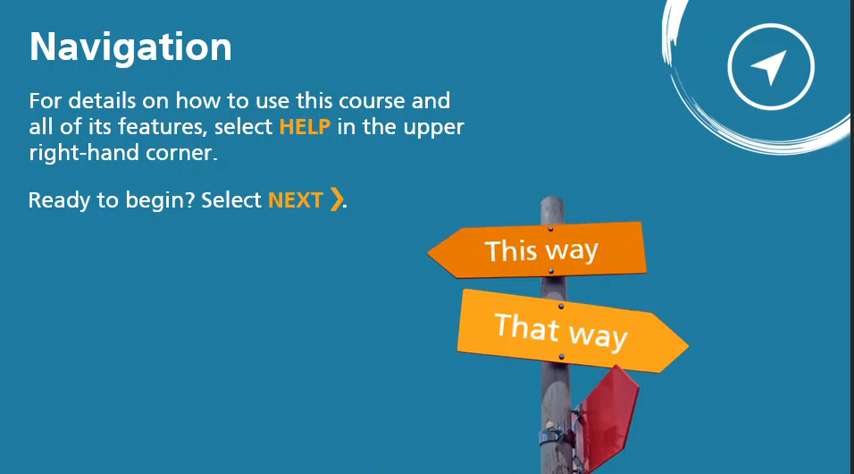 Navigation
For details on how to use this course and
all of its features, select HELP in the upper
right-hand corner.
Ready to begin? Select NEXT ❯.
This way
That way